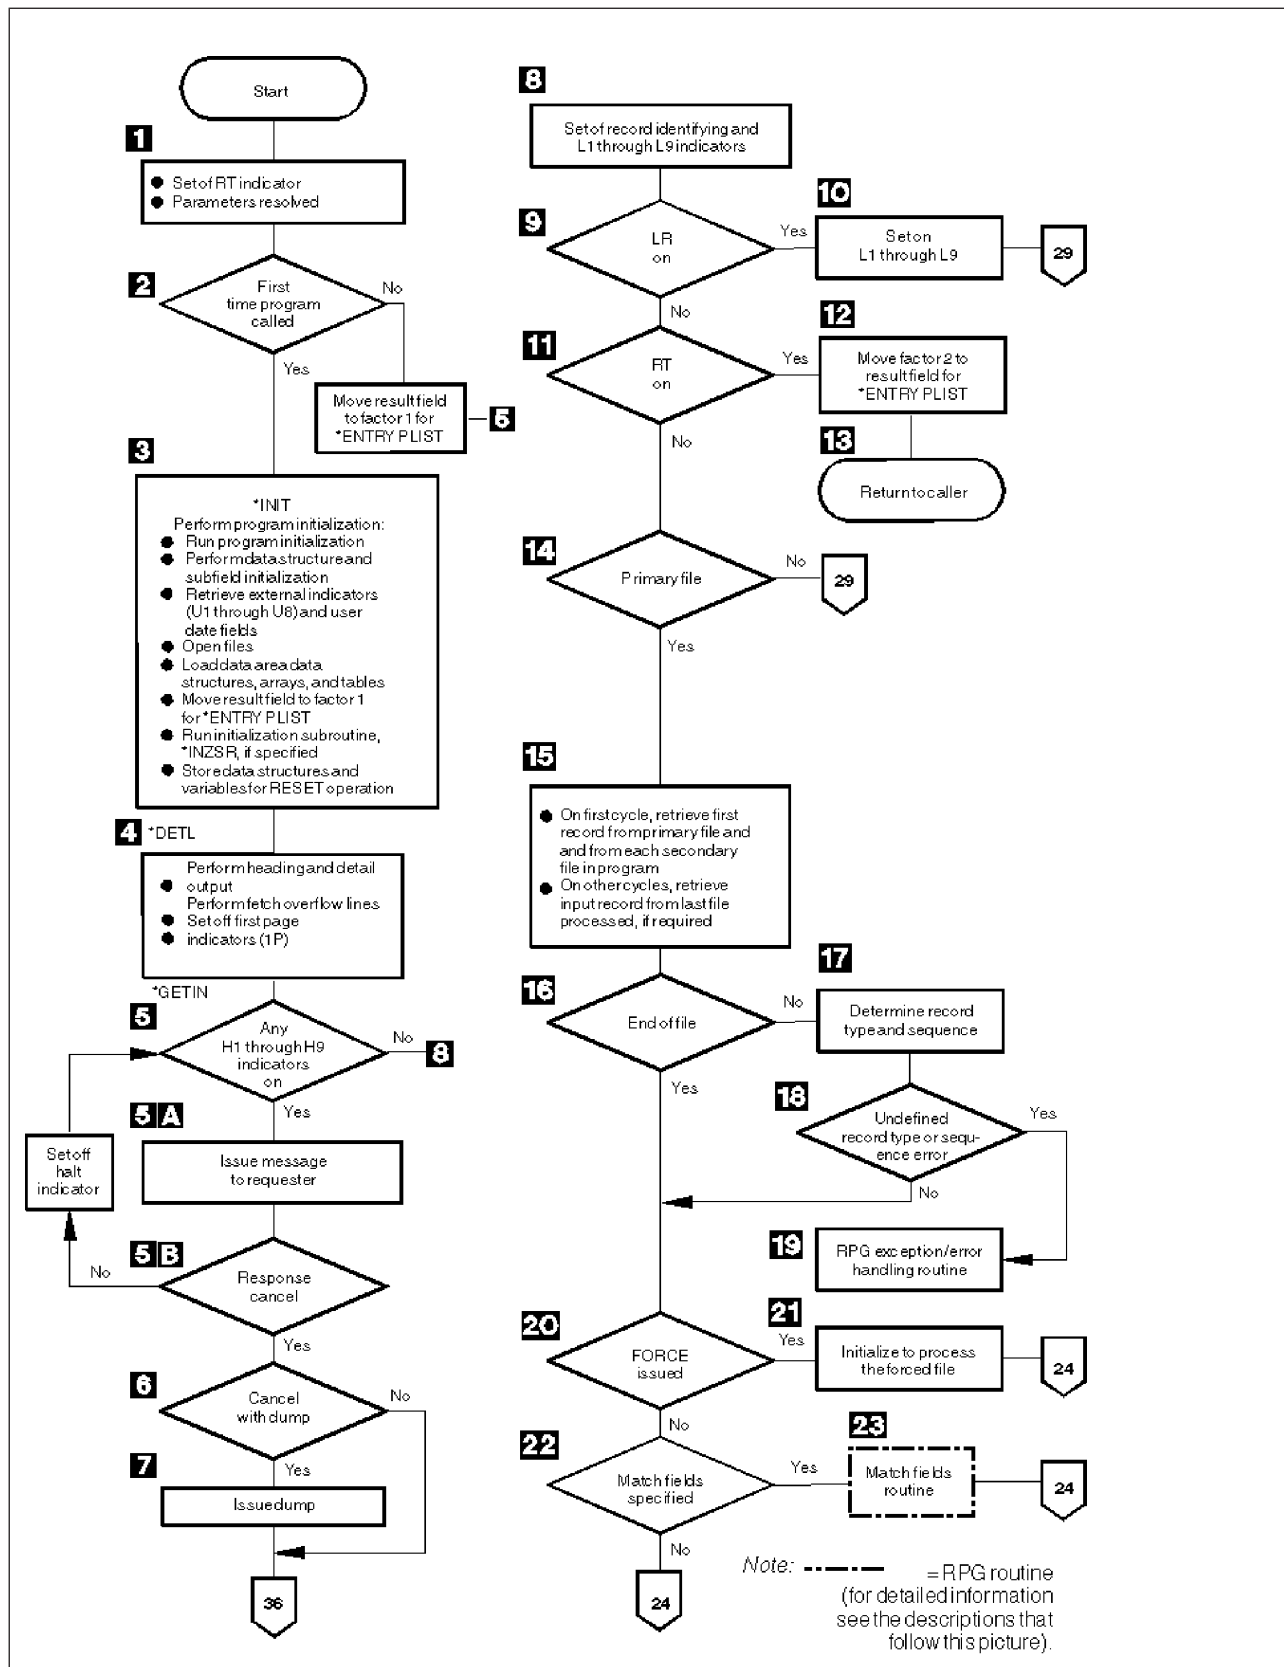 Start
1
Set of RT indicator
Parameters resolved
2
First
time program
called
No
Yes
Move result field
to factor 1 for
*ENTRY PLIST
5
3
*INIT
Perform program initialization:
Run program initialization
Perform data structure and
subfield initialization
Retrieve external indicators
(U1 through U8) and user
date fields
Open files
Load data area data
structures, arrays, and tables
Move result field to factor 1
for *ENTRY PLIST
Run initialization subroutine,
*INZSR, if specified
Store data structures and
variables for RESET operation
4
*DETL
Perform heading and detail
output
Perform fetch overflow lines
Set off first page
indicators (1P)
*GETIN
5
Any
H1 through H9
indicators
on
No
8
Yes
5 A
Issue message
to requester
Set off
halt
indicator
5 B
No
Response
cancel
Yes
6
Cancel
with dump
No
Yes
7
Issue dump
36
8
Set of record identifying and
L1 through L9 indicators
9
LR
on
Yes
10
Set on
L1 through L9
29
No
11
RT
on
Yes
12
Move factor 2 to
result field for
*ENTRY PLIST
No
13
Return to caller
14
Primary file
No
29
Yes
15
On first cycle, retrieve first
record from primary file and
and from each secondary
file in program
On other cycles, retrieve
input record from last file
processed, if required
16
End of file
No
17
Determine record
type and sequence
Yes
18
Undefined
record type or sequ-
ence error
Yes
No
19
RPG exception/error
handling routine
20
FORCE
issued
Yes
21
Initialize to process
the forced file
24
No
22
Match fields
specified
Yes
23
Match fields
routine
24
No
24
Note:
= RPG routine
(for detailed information
see the descriptions that
follow this picture).